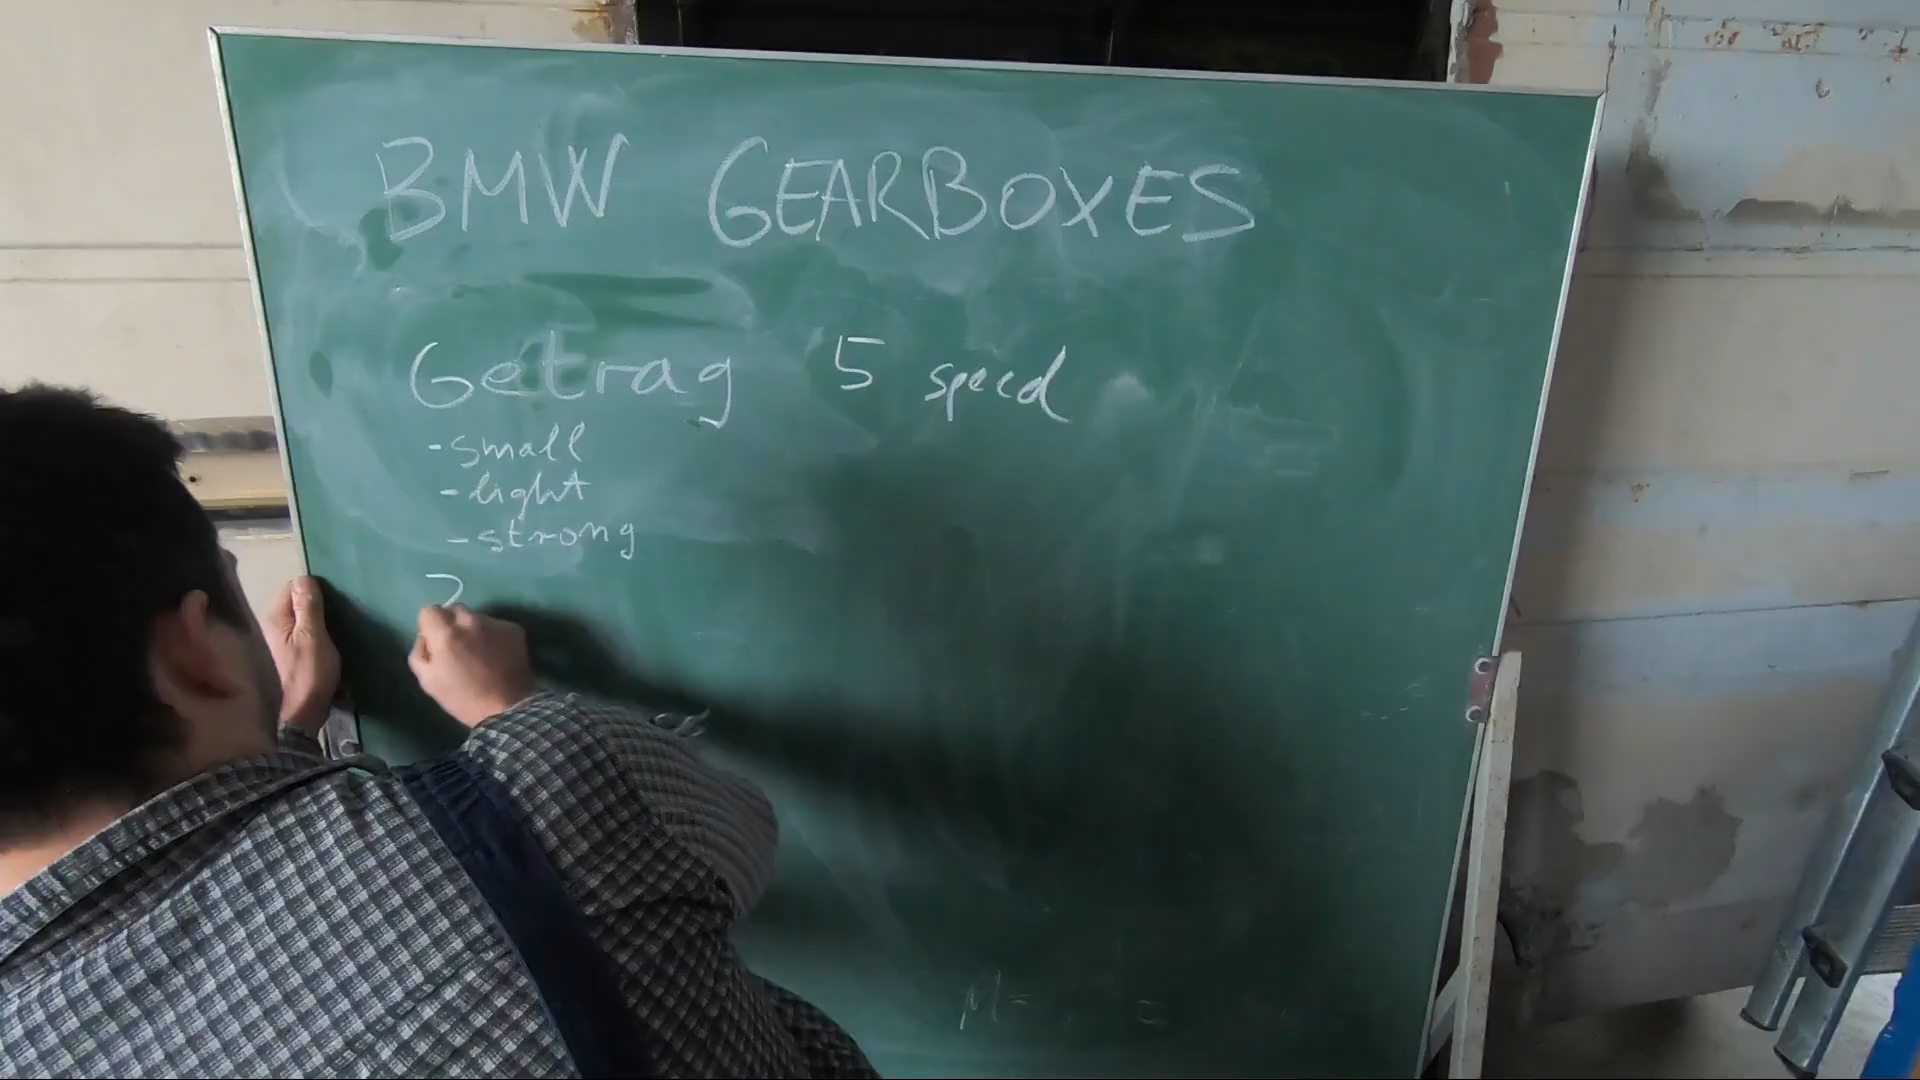 BMW GEARBOXES
Getrag 5 speed
-small
-light
-strong